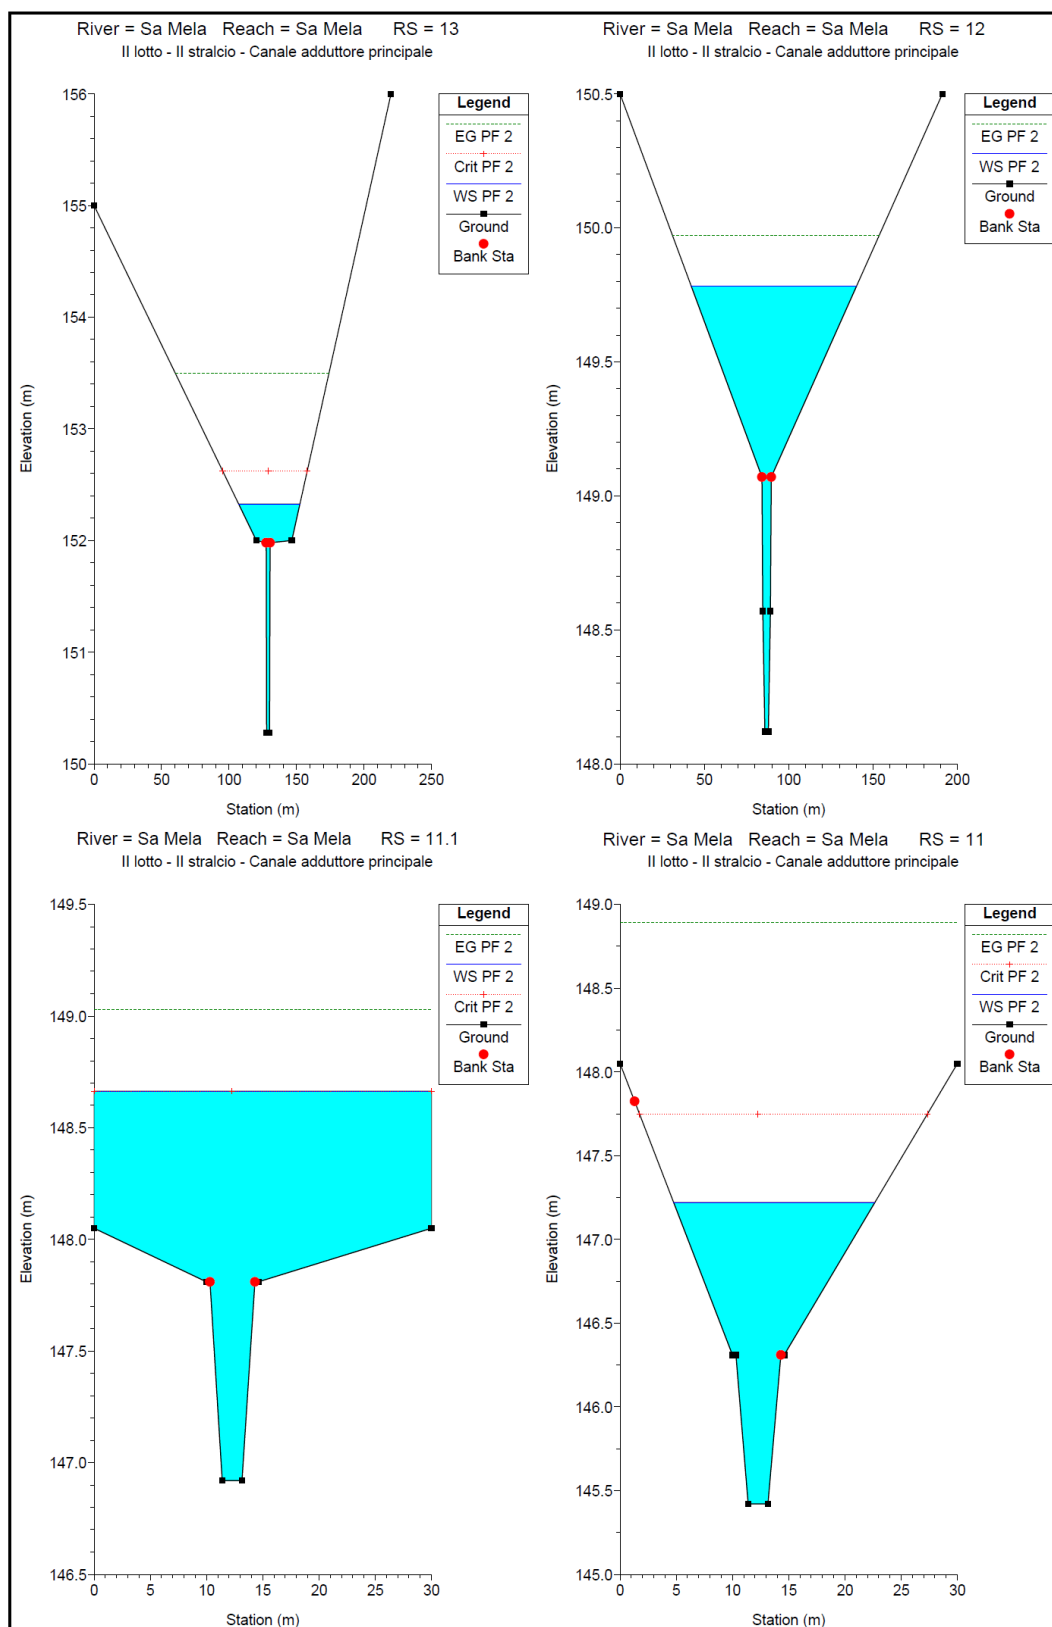 River = Sa Mela Reach = Sa Mela RS = 13
II lotto - II stralcio - Canale adduttore principale
156
155
154
153
152
151
150
Elevation (m)
0 50 100 150 200 250
Station (m)
Legend
EG PF 2
Crit PF 2
WS PF 2
Ground
Bank Sta
River = Sa Mela Reach = Sa Mela RS = 12
II lotto - II stralcio - Canale adduttore principale
150.5
150.0
149.5
149.0
148.5
148.0
Elevation (m)
0 50 100 150 200
Station (m)
Legend
EG PF 2
WS PF 2
Ground
Bank Sta
River = Sa Mela Reach = Sa Mela RS = 11.1
II lotto - II stralcio - Canale adduttore principale
149.5
149.0
148.5
148.0
147.5
147.0
146.5
Elevation (m)
0 5 10 15 20 25 30
Station (m)
Legend
EG PF 2
WS PF 2
Crit PF 2
Ground
Bank Sta
River = Sa Mela Reach = Sa Mela RS = 11
II lotto - II stralcio - Canale adduttore principale
149.0
148.5
148.0
147.5
147.0
146.5
146.0
145.5
145.0
Elevation (m)
0 5 10 15 20 25 30
Station (m)
Legend
EG PF 2
Crit PF 2
WS PF 2
Ground
Bank Sta